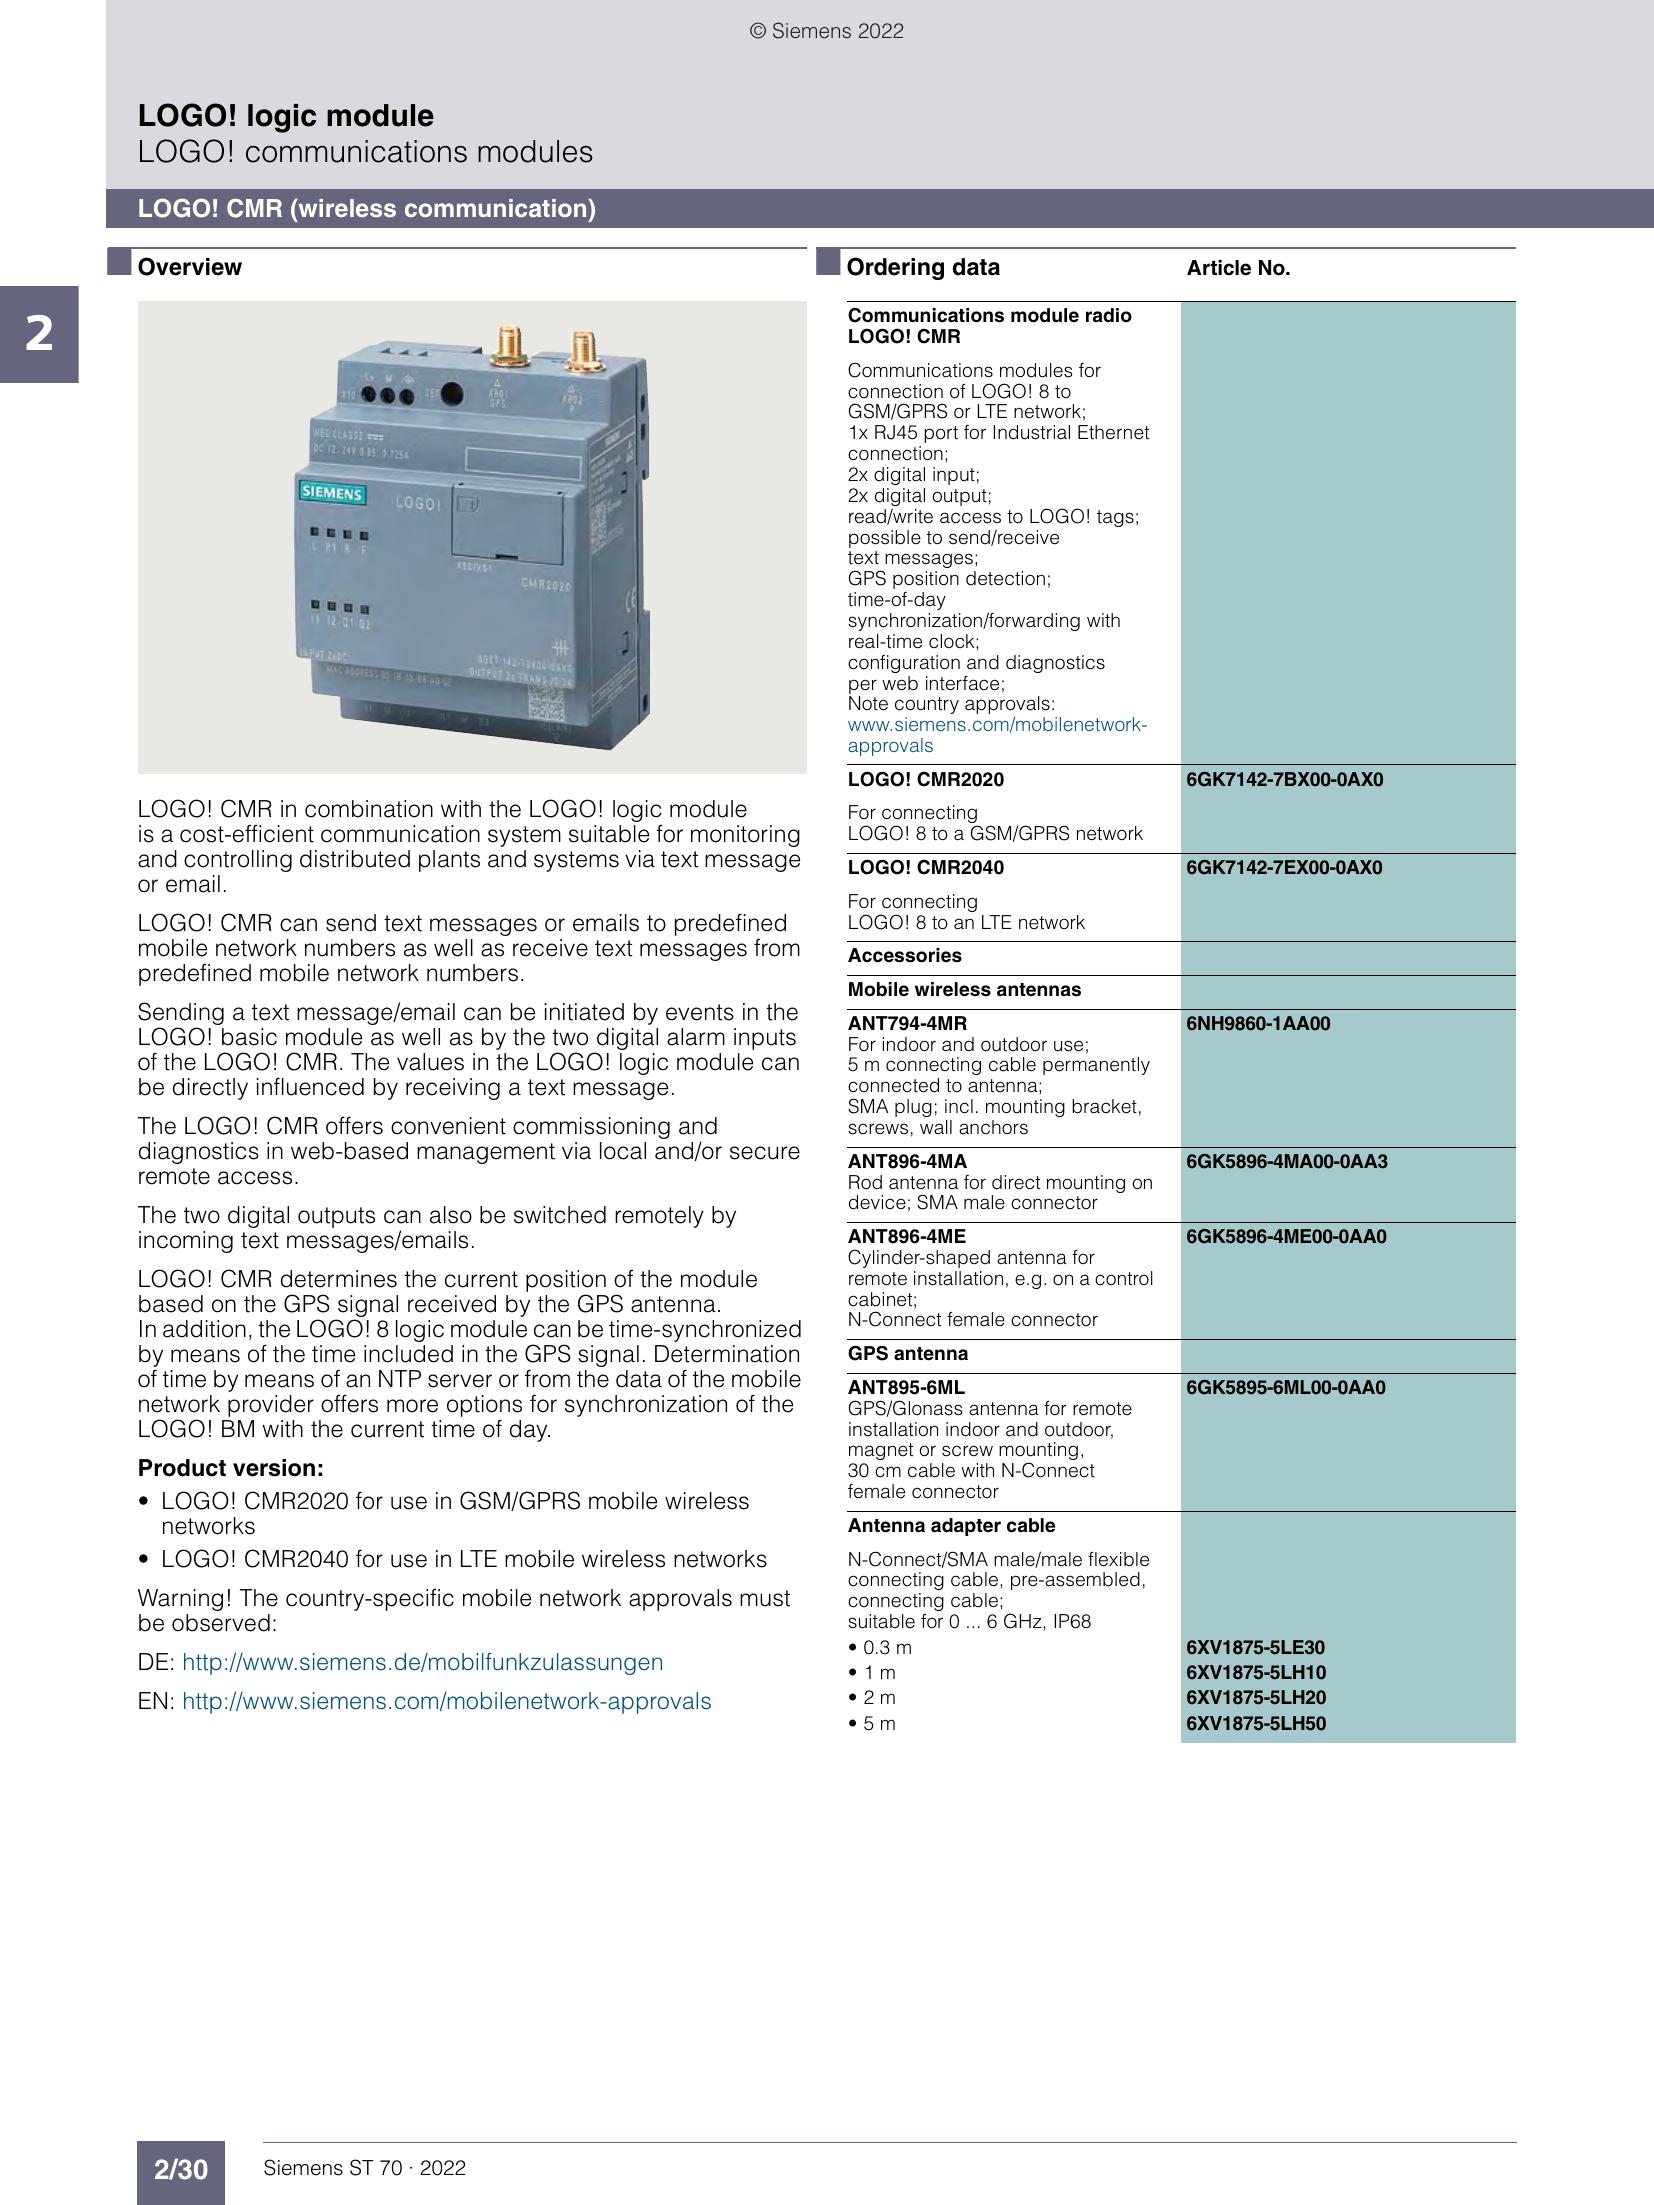 © Siemens 2022
LOGO! logic module
LOGO! communications modules
LOGO! CMR (wireless communication)
2
Overview
SIEMENS
LOGO!
CMR2020
LOGO! CMR in combination with the LOGO! logic module
is a cost-efficient communication system suitable for monitoring
and controlling distributed plants and systems via text message
or email.
LOGO! CMR can send text messages or emails to predefined
mobile network numbers as well as receive text messages from
predefined mobile network numbers.
Sending a text message/email can be initiated by events in the
LOGO! basic module as well as by the two digital alarm inputs
of the LOGO! CMR. The values in the LOGO! logic module can
be directly influenced by receiving a text message.
The LOGO! CMR offers convenient commissioning and
diagnostics in web-based management via local and/or secure
remote access.
The two digital outputs can also be switched remotely by
incoming text messages/emails.
LOGO! CMR determines the current position of the module
based on the GPS signal received by the GPS antenna.
In addition, the LOGO! 8 logic module can be time-synchronized
by means of the time included in the GPS signal. Determination
of time by means of an NTP server or from the data of the mobile
network provider offers more options for synchronization of the
LOGO! BM with the current time of day.
Product version:
• LOGO! CMR2020 for use in GSM/GPRS mobile wireless
networks
• LOGO! CMR2040 for use in LTE mobile wireless networks
Warning! The country-specific mobile network approvals must
be observed:
DE: http://www.siemens.de/mobilfunkzulassungen
EN: http://www.siemens.com/mobilenetwork-approvals
Ordering data Article No.
Communications module radio
LOGO! CMR
Communications modules for
connection of LOGO! 8 to
GSM/GPRS or LTE network;
1x RJ45 port for Industrial Ethernet
connection;
2x digital input;
2x digital output;
read/write access to LOGO! tags;
possible to send/receive
text messages;
GPS position detection;
time-of-day
synchronization/forwarding with
real-time clock;
configuration and diagnostics
per web interface;
Note country approvals:
www.siemens.com/mobilenetwork-
approvals
LOGO! CMR2020 6GK7142-7BX00-0AX0
For connecting
LOGO! 8 to a GSM/GPRS network
LOGO! CMR2040 6GK7142-7EX00-0AX0
For connecting
LOGO! 8 to an LTE network
Accessories
Mobile wireless antennas
ANT794-4MR 6NH9860-1AA00
For indoor and outdoor use;
5 m connecting cable permanently
connected to antenna;
SMA plug; incl. mounting bracket,
screws, wall anchors
ANT896-4MA 6GK5896-4MA00-0AA3
Rod antenna for direct mounting on
device; SMA male connector
ANT896-4ME 6GK5896-4ME00-0AA0
Cylinder-shaped antenna for
remote installation, e.g. on a control
cabinet;
N-Connect female connector
GPS antenna
ANT895-6ML 6GK5895-6ML00-0AA0
GPS/Glonass antenna for remote
installation indoor and outdoor,
magnet or screw mounting,
30 cm cable with N-Connect
female connector
Antenna adapter cable
N-Connect/SMA male/male flexible
connecting cable, pre-assembled,
connecting cable;
suitable for 0 ... 6 GHz, IP68
• 0.3 m 6XV1875-5LE30
• 1 m 6XV1875-5LH10
• 2 m 6XV1875-5LH20
• 5 m 6XV1875-5LH50
2/30 Siemens ST 70 · 2022